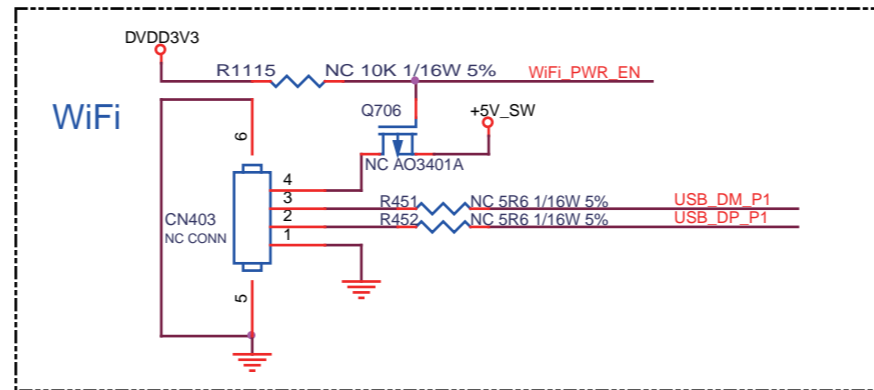 DVDD3V3
R1115 NC 10K 1/16W 5% WiFi_PWR_EN
WiFi
Q706 +5V_SW
6
NC AO3401A
4
3 R451 NC 5R6 1/16W 5% USB_DM_P1
CN403 2 R452 NC 5R6 1/16W 5% USB_DP_P1
NC CONN 1
5